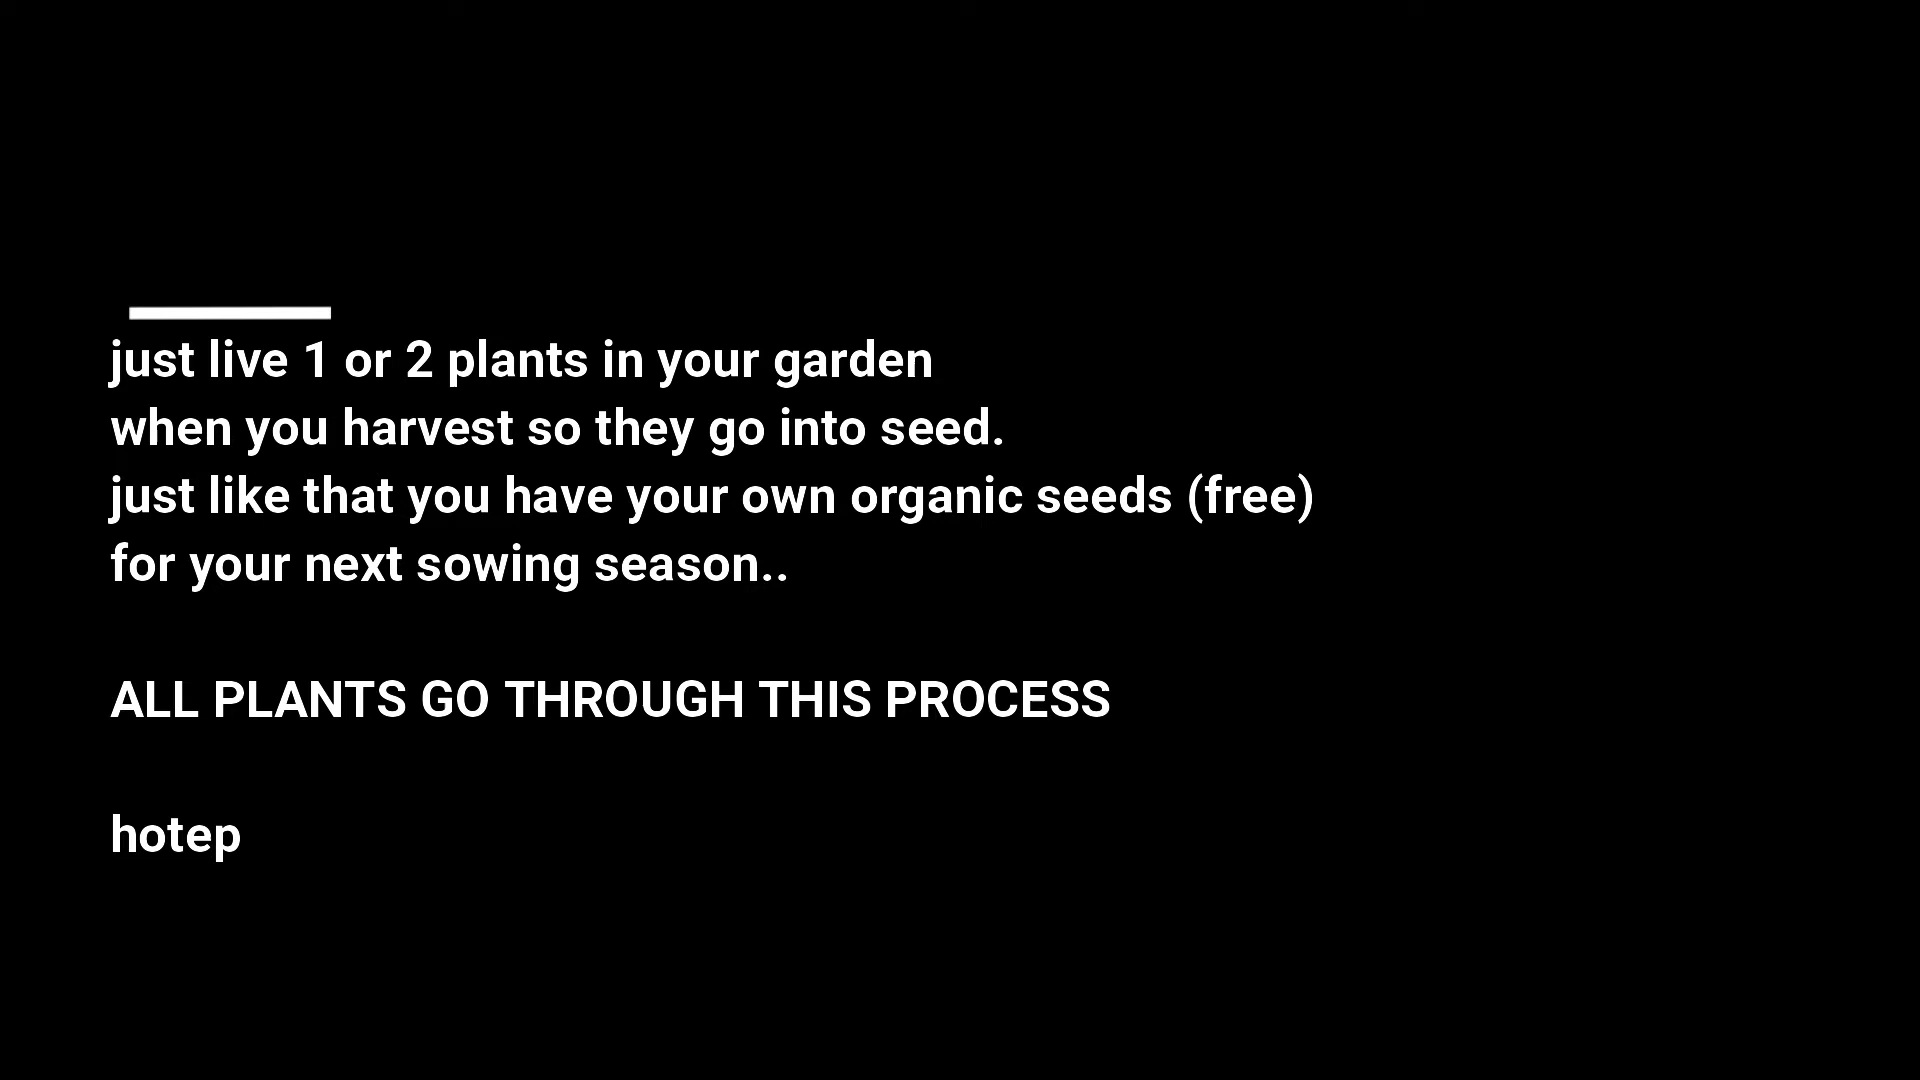 just live 1 or 2 plants in your garden
when you harvest so they go into seed.
just like that you have your own organic seeds (free)
for your next sowing season..
ALL PLANTS GO THROUGH THIS PROCESS
hotep